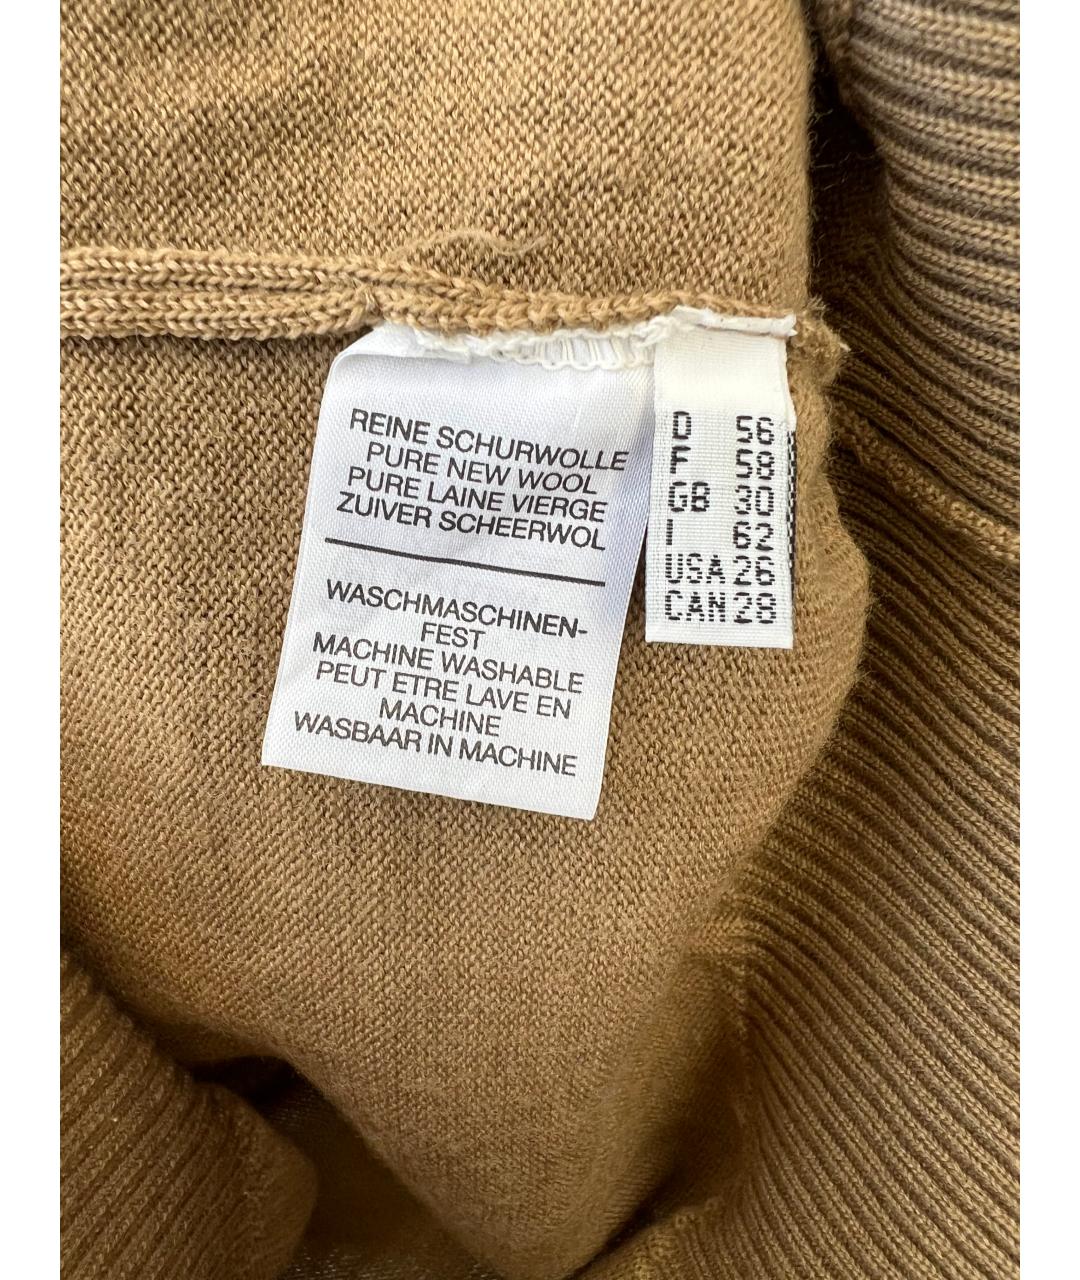 REINE SCHURWOLLE
PURE NEW WOOL
PURE LAINE VIERGE
ZUIVER SCHEERWOL
WASCHMASCHINEN-
FEST
MACHINE WASHABLE
PEUT ETRE LAVE EN
MACHINE
WASBAAR IN MACHINE
D 56
F 58
GB 30
I 62
USA 26
CAN 28